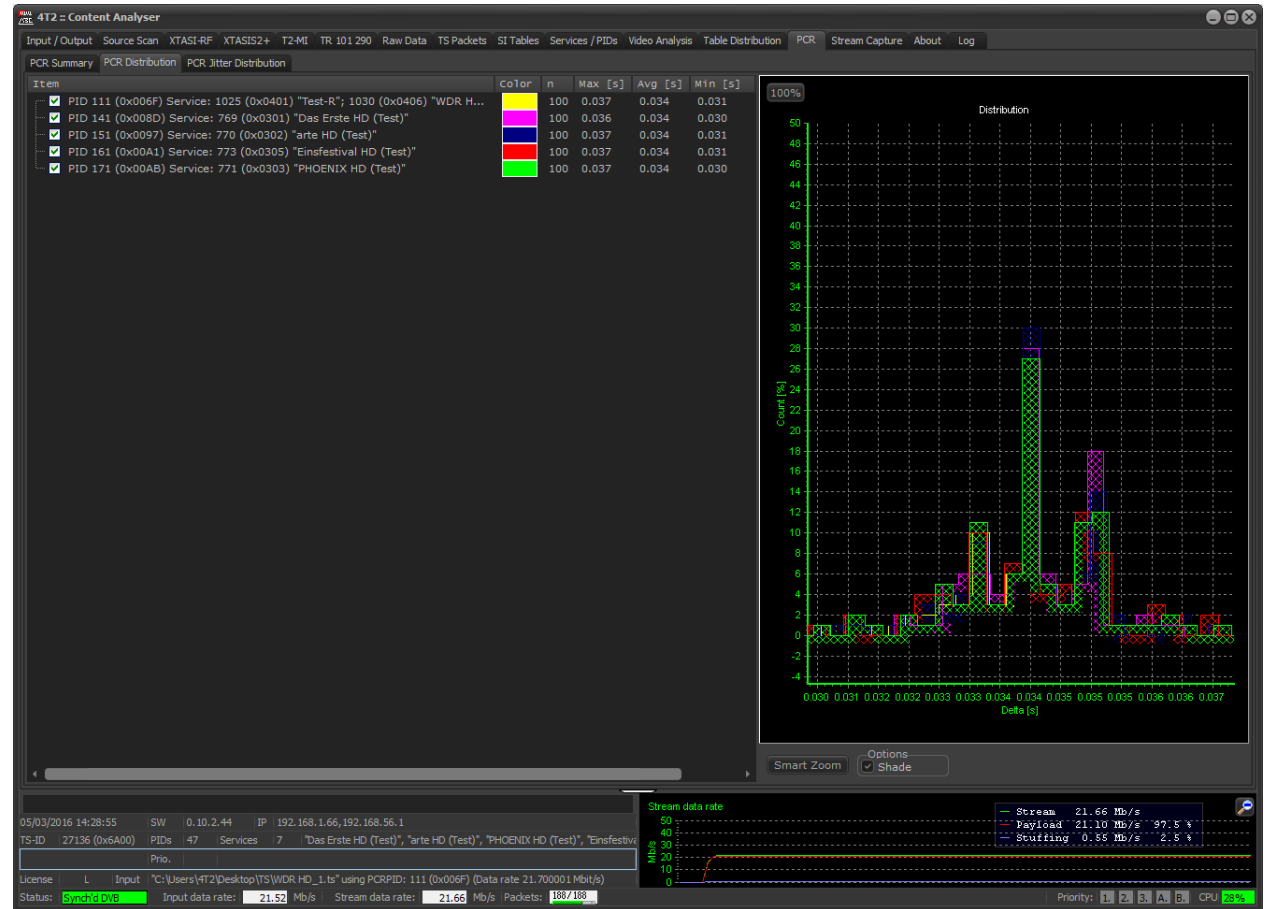 4T2 :: Content Analyser
Input / Output Source Scan XTASI-RF XTASIS2+ T2-MI TR 101 290 Raw Data TS Packets SI Tables Services / PIDs Video Analysis Table Distribution PCR Stream Capture About Log
PCR Summary PCR Distribution PCR Jitter Distribution
Item Color n Max [s] Avg [s] Min [s]
PID 111 (0x006F) Service: 1025 (0x0401) "Test-R"; 1030 (0x0406) "WDR H... 100 0.037 0.034 0.031
PID 141 (0x008D) Service: 769 (0x0301) "Das Erste HD (Test)" 100 0.036 0.034 0.030
PID 151 (0x0097) Service: 770 (0x0302) "arte HD (Test)" 100 0.037 0.034 0.031
PID 161 (0x00A1) Service: 773 (0x0305) "Einsfestival HD (Test)" 100 0.037 0.034 0.031
PID 171 (0x00AB) Service: 771 (0x0303) "PHOENIX HD (Test)" 100 0.037 0.034 0.030
100%
Distribution
50
48
46
44
42
40
38
36
34
32
30
28
26
24
22
20
18
16
14
12
10
8
6
4
2
0
-2
-4
Count [%]
0.030 0.031 0.032 0.032 0.033 0.033 0.034 0.034 0.035 0.035 0.035 0.036 0.036 0.037
Delta [s]
Smart Zoom
Options
Shade
05/03/2016 14:28:55 SW 0.10.2.44 IP 192.168.1.66,192.168.56.1
TS-ID 27136 (0x6A00) PIDs 47 Services 7 "Das Erste HD (Test)", "arte HD (Test)", "PHOENIX HD (Test)", "Einsfestiva
Prio.
License L Input "C:\Users\4T2\Desktop\TS\WDR HD_1.ts" using PCRPID: 111 (0x006F) (Data rate 21.700001 Mbit/s)
Stream data rate
50
40
30
20
10
0
Mb/s
Stream 21.66 Mb/s
Payload 21.10 Mb/s 97.5 %
Stuffing 0.55 Mb/s 2.5 %
Status: Synch'd DVB Input data rate: 21.52 Mb/s Stream data rate: 21.66 Mb/s Packets: 188/188 Priority: 1. 2. 3. A. B. CPU 28%